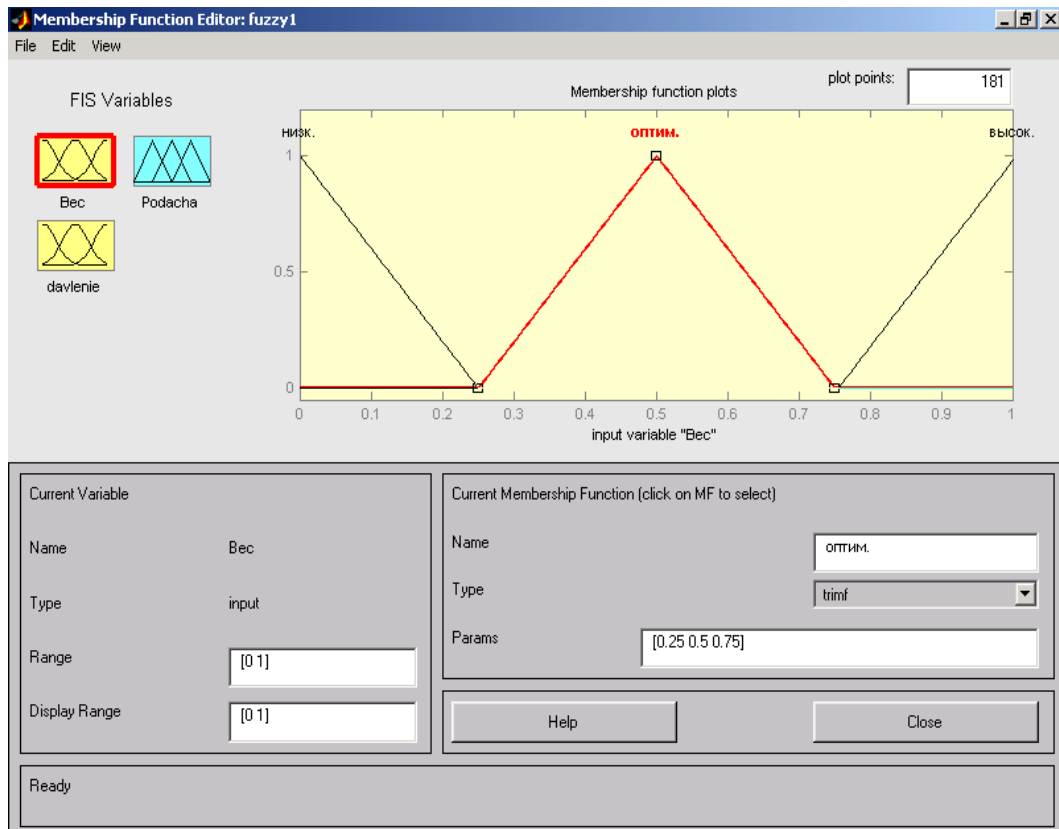 Membership Function Editor: fuzzy1
File Edit View
FIS Variables
Вес
Podacha
davlenie
Membership function plots
plot points:
181
низк.
оптим.
высок.
1
0.5
0
0 0.1 0.2 0.3 0.4 0.5 0.6 0.7 0.8 0.9 1
input variable "Вес"
Current Variable
Name Вес
Type input
Range [0 1]
Display Range [0 1]
Current Membership Function (click on MF to select)
Name оптим.
Type trimf
Params [0.25 0.5 0.75]
Help Close
Ready